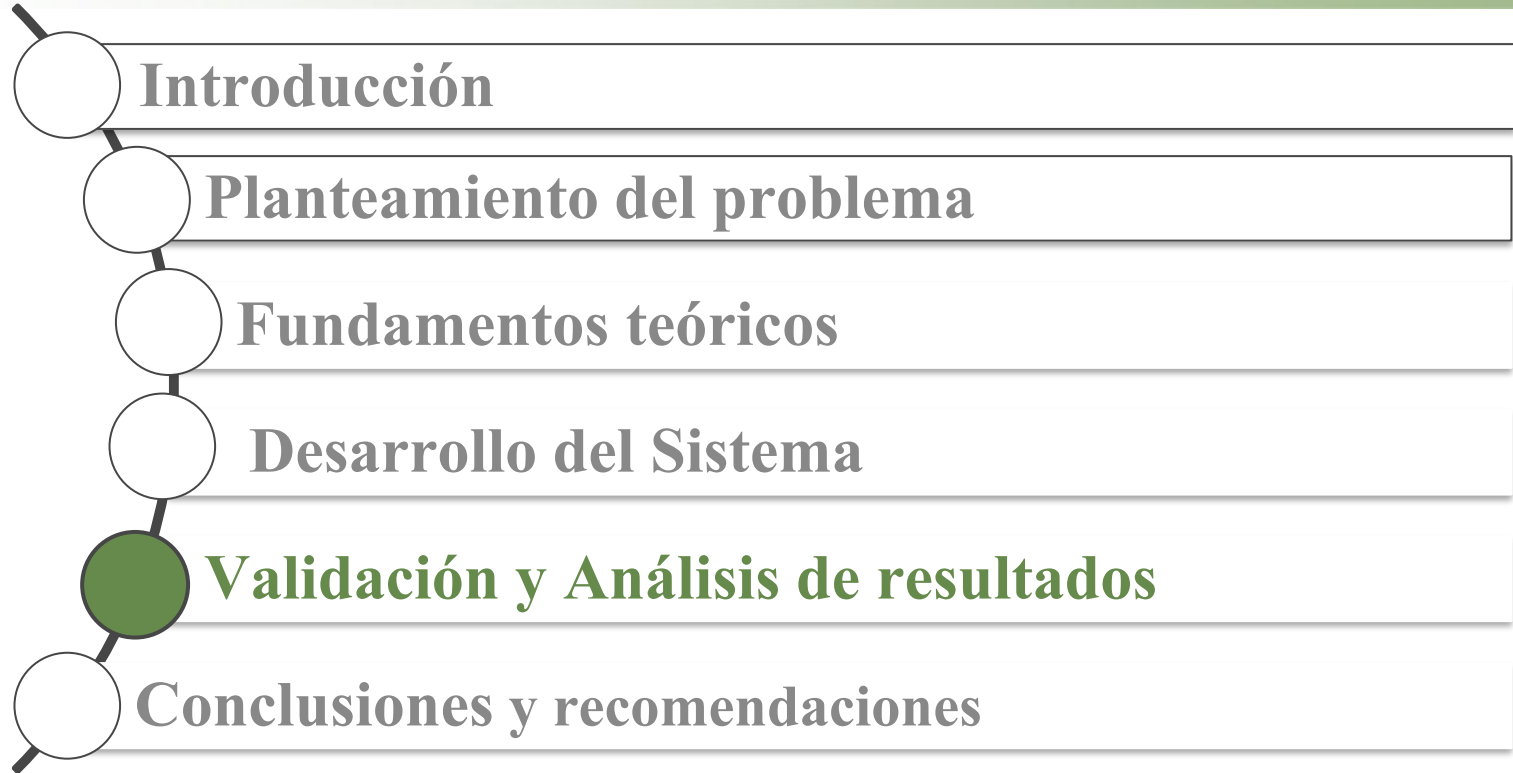 Introducción
Planteamiento del problema
Fundamentos teóricos
Desarrollo del Sistema
Validación y Análisis de resultados
Conclusiones y recomendaciones